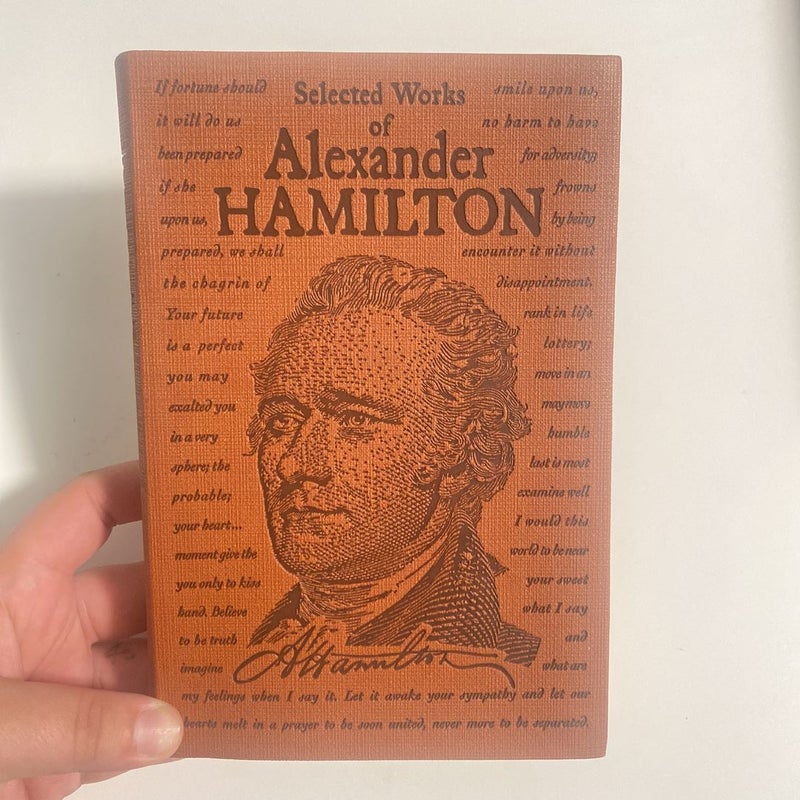 Selected Works
of
Alexander
HAMILTON
If fortune should smile upon us,
it will do us no harm to have
been prepared for adversity;
if she frowns
upon us, by being
prepared, we shall encounter it without
the chagrin of disappointment.
Your future rank in life
is a perfect lottery;
you may move in an
exalted you may move
in a very humble
sphere; the last is most
probable; examine well
your heart... I would this
moment give the world to be near
you only to kiss your sweet
hand. Believe what I say
to be truth and
imagine what are
my feelings when I say it. Let it awake your sympathy and let our
hearts melt in a prayer to be soon united, never more to be separated.
AHamilton